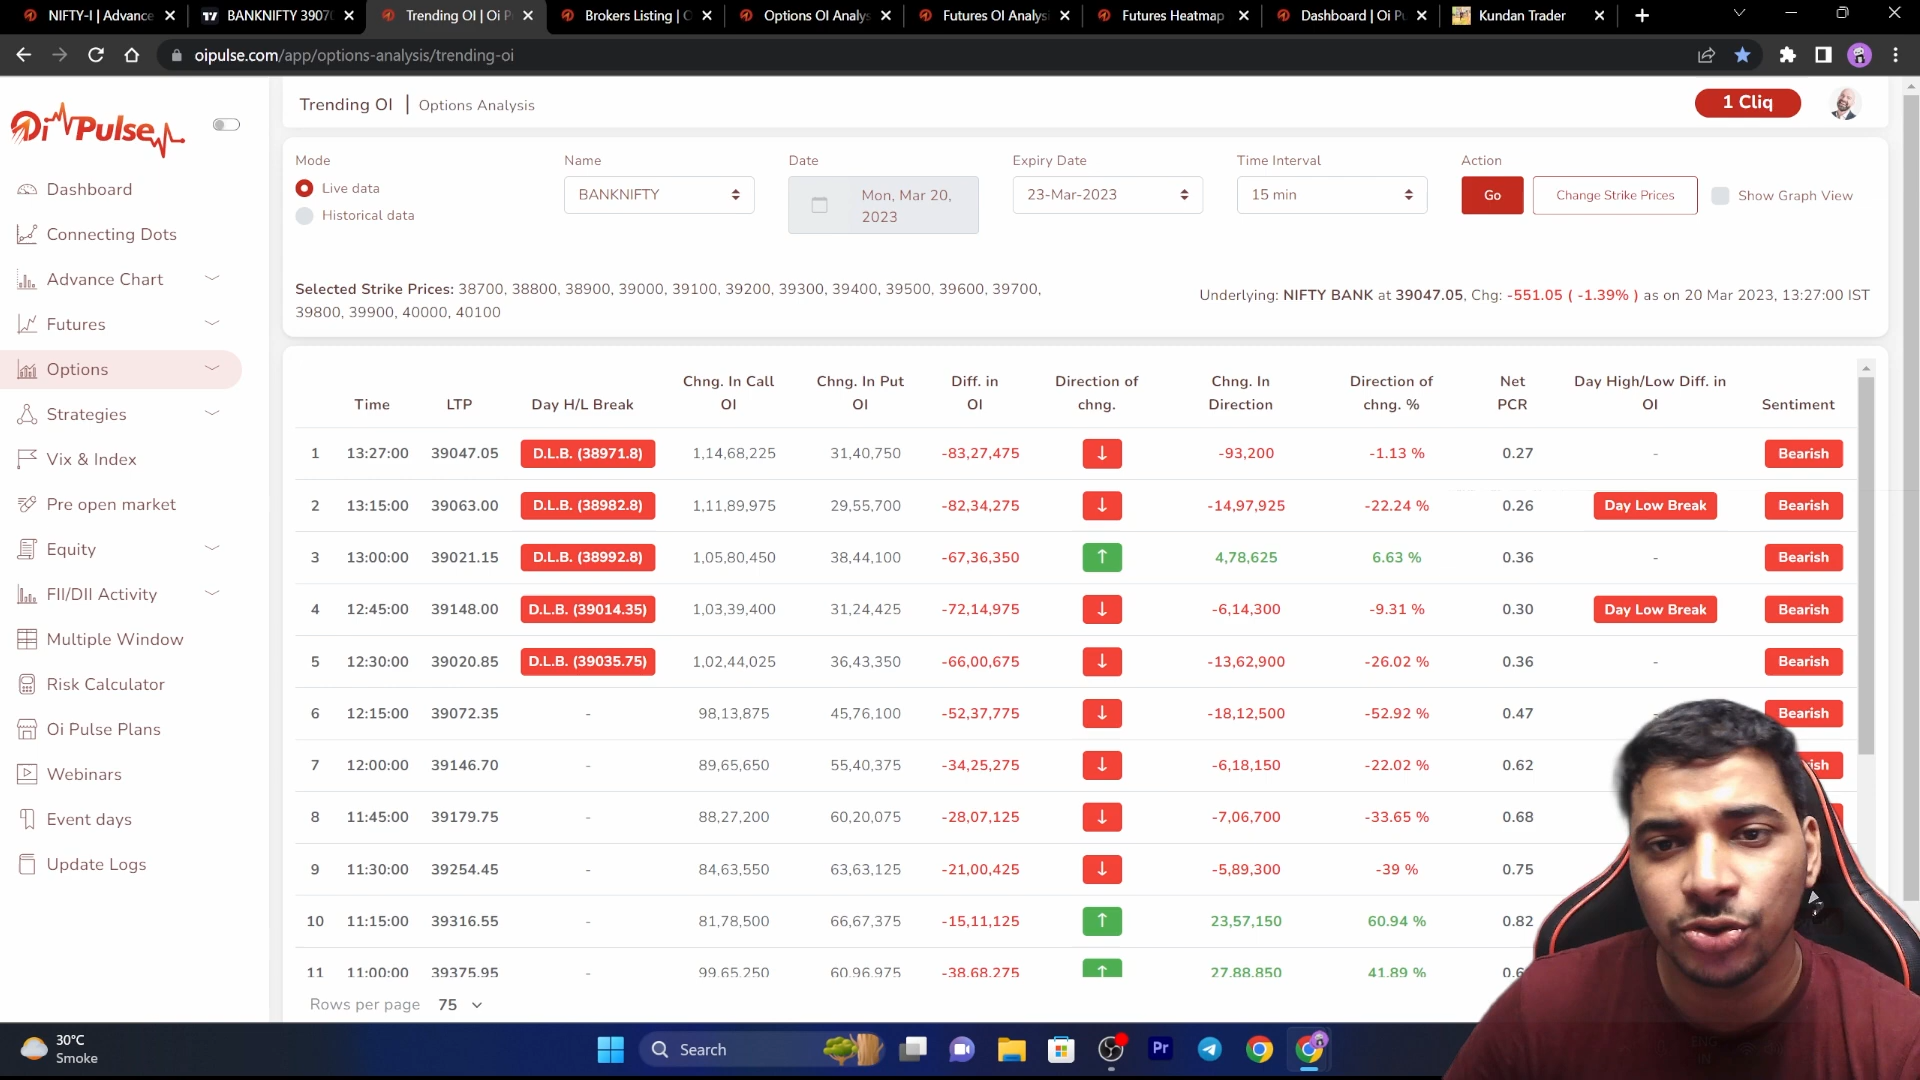 NIFTY-I | Advance
BANKNIFTY 3907
Trending OI | Oi P
Brokers Listing |
Options OI Analys
Futures OI Analysi
Futures Heatmap
Dashboard | Oi Pu
Kundan Trader
oipulse.com/app/options-analysis/trending-oi
Oi Pulse
Trending OI | Options Analysis
1 Cliq
Dashboard
Connecting Dots
Advance Chart
Futures
Options
Strategies
Vix & Index
Pre open market
Equity
FII/DII Activity
Multiple Window
Risk Calculator
Oi Pulse Plans
Webinars
Event days
Update Logs
Mode Name Date Expiry Date Time Interval Action
Live data
Historical data
BANKNIFTY
Mon, Mar 20,
2023
23-Mar-2023
15 min
Go
Change Strike Prices
Show Graph View
Selected Strike Prices: 38700, 38800, 38900, 39000, 39100, 39200, 39300, 39400, 39500, 39600, 39700,
39800, 39900, 40000, 40100
Underlying: NIFTY BANK at 39047.05, Chg: -551.05 ( -1.39% ) as on 20 Mar 2023, 13:27:00 IST
Chng. In Call Chng. In Put Diff. in Direction of Chng. In Direction of Net Day High/Low Diff. in
Time LTP Day H/L Break OI OI OI chng. Direction chng. % PCR OI Sentiment
1 13:27:00 39047.05 D.L.B. (38971.8) 1,14,68,225 31,40,750 -83,27,475 ↓ -93,200 -1.13 % 0.27 - Bearish
2 13:15:00 39063.00 D.L.B. (38982.8) 1,11,89,975 29,55,700 -82,34,275 ↓ -14,97,925 -22.24 % 0.26 Day Low Break Bearish
3 13:00:00 39021.15 D.L.B. (38992.8) 1,05,80,450 38,44,100 -67,36,350 ↑ 4,78,625 6.63 % 0.36 - Bearish
4 12:45:00 39148.00 D.L.B. (39014.35) 1,03,39,400 31,24,425 -72,14,975 ↓ -6,14,300 -9.31 % 0.30 Day Low Break Bearish
5 12:30:00 39020.85 D.L.B. (39035.75) 1,02,44,025 36,43,350 -66,00,675 ↓ -13,62,900 -26.02 % 0.36 - Bearish
6 12:15:00 39072.35 - 98,13,875 45,76,100 -52,37,775 ↓ -18,12,500 -52.92 % 0.47 - Bearish
7 12:00:00 39146.70 - 89,65,650 55,40,375 -34,25,275 ↓ -6,18,150 -22.02 % 0.62 ish
8 11:45:00 39179.75 - 88,27,200 60,20,075 -28,07,125 ↓ -7,06,700 -33.65 % 0.68
9 11:30:00 39254.45 - 84,63,550 63,63,125 -21,00,425 ↓ -5,89,300 -39 % 0.75
10 11:15:00 39316.55 - 81,78,500 66,67,375 -15,11,125 ↑ 23,57,150 60.94 % 0.82
11 11:00:00 39375.95 - 99,65,250 60,96,975 -38,68,275 ↑ 27,88,850 41.89 %
Rows per page 75
30°C
Smoke
Search
Pr